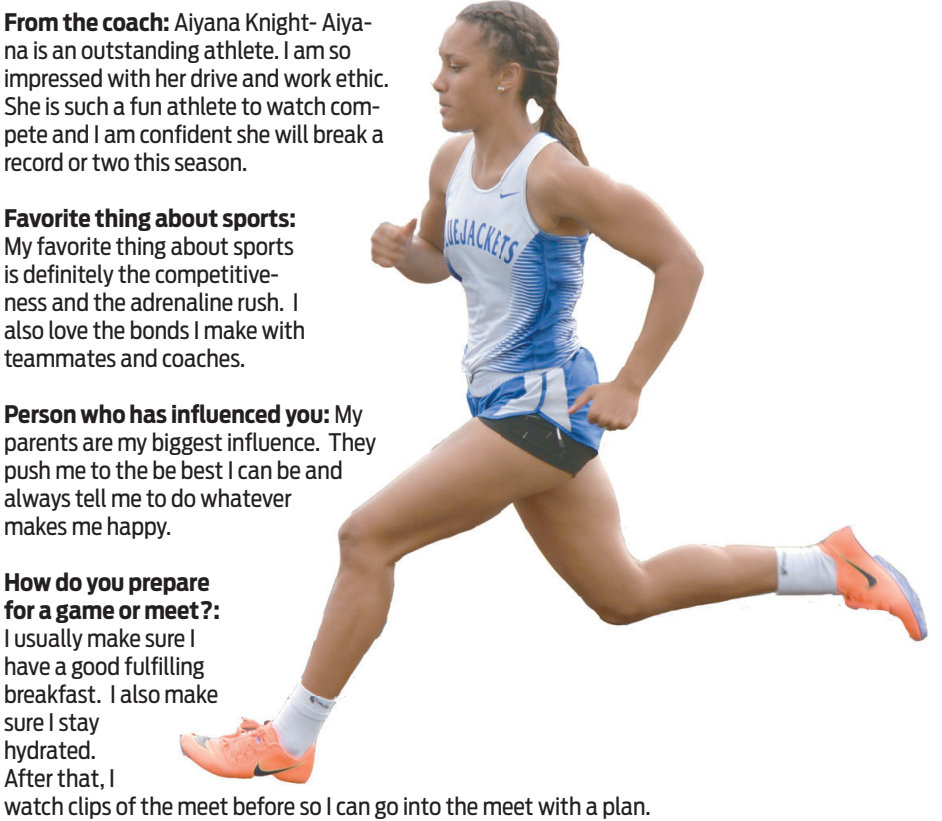 From the coach: Aiyana Knight- Aiya-
na is an outstanding athlete. I am so
impressed with her drive and work ethic.
She is such a fun athlete to watch com-
pete and I am confident she will break a
record or two this season.
Favorite thing about sports:
My favorite thing about sports
is definitely the competitive-
ness and the adrenaline rush.  I
also love the bonds I make with
teammates and coaches.
Person who has influenced you: My
parents are my biggest influence.  They
push me to the be best I can be and
always tell me to do whatever
makes me happy.
How do you prepare
for a game or meet?:
I usually make sure I
have a good fulfilling
breakfast.  I also make
sure I stay
hydrated.
After that, I
watch clips of the meet before so I can go into the meet with a plan.
UEJACKETS